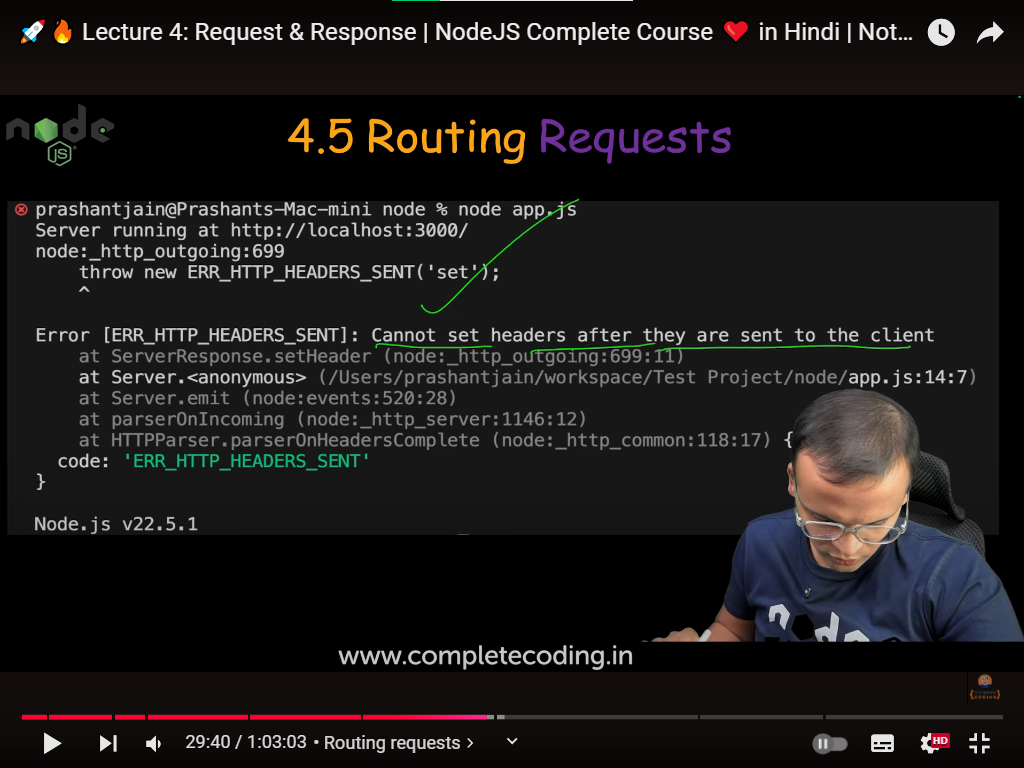 🚀🔥 Lecture 4: Request & Response | NodeJS Complete Course ❤️ in Hindi | Not...
node
JS
4.5 Routing Requests
prashantjain@Prashants-Mac-mini node % node app.js
Server running at http://localhost:3000/
node:_http_outgoing:699
throw new ERR_HTTP_HEADERS_SENT('set');
^
Error [ERR_HTTP_HEADERS_SENT]: Cannot set headers after they are sent to the client
at ServerResponse.setHeader (node:_http_outgoing:699:11)
at Server.<anonymous> (/Users/prashantjain/workspace/Test Project/node/app.js:14:7)
at Server.emit (node:events:520:28)
at parserOnIncoming (node:_http_server:1146:12)
at HTTPParser.parserOnHeadersComplete (node:_http_common:118:17) {
code: 'ERR_HTTP_HEADERS_SENT'
}
Node.js v22.5.1
www.completecoding.in
29:40 / 1:03:03 • Routing requests >
HD